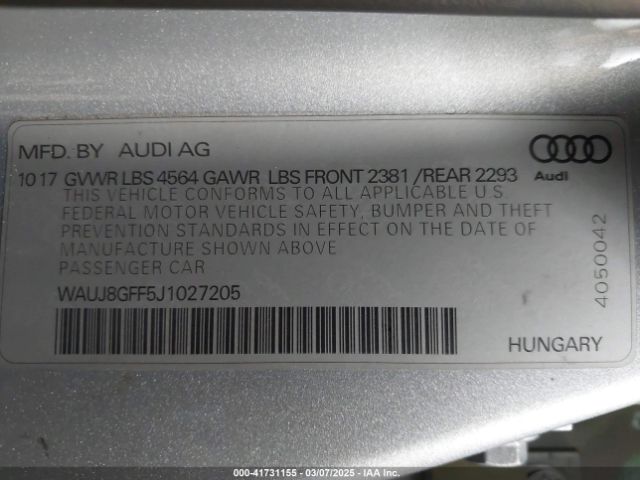 MFD. BY AUDI AG
Audi
10 17 GVWR LBS 4564 GAWR LBS FRONT 2381 /REAR 2293
THIS VEHICLE CONFORMS TO ALL APPLICABLE U.S.
FEDERAL MOTOR VEHICLE SAFETY, BUMPER AND THEFT
PREVENTION STANDARDS IN EFFECT ON THE DATE OF
MANUFACTURE SHOWN ABOVE
PASSENGER CAR
4050042
WAUJ8GFF5J1027205
HUNGARY
000-41731155 - 03/07/2025 - IAA Inc.